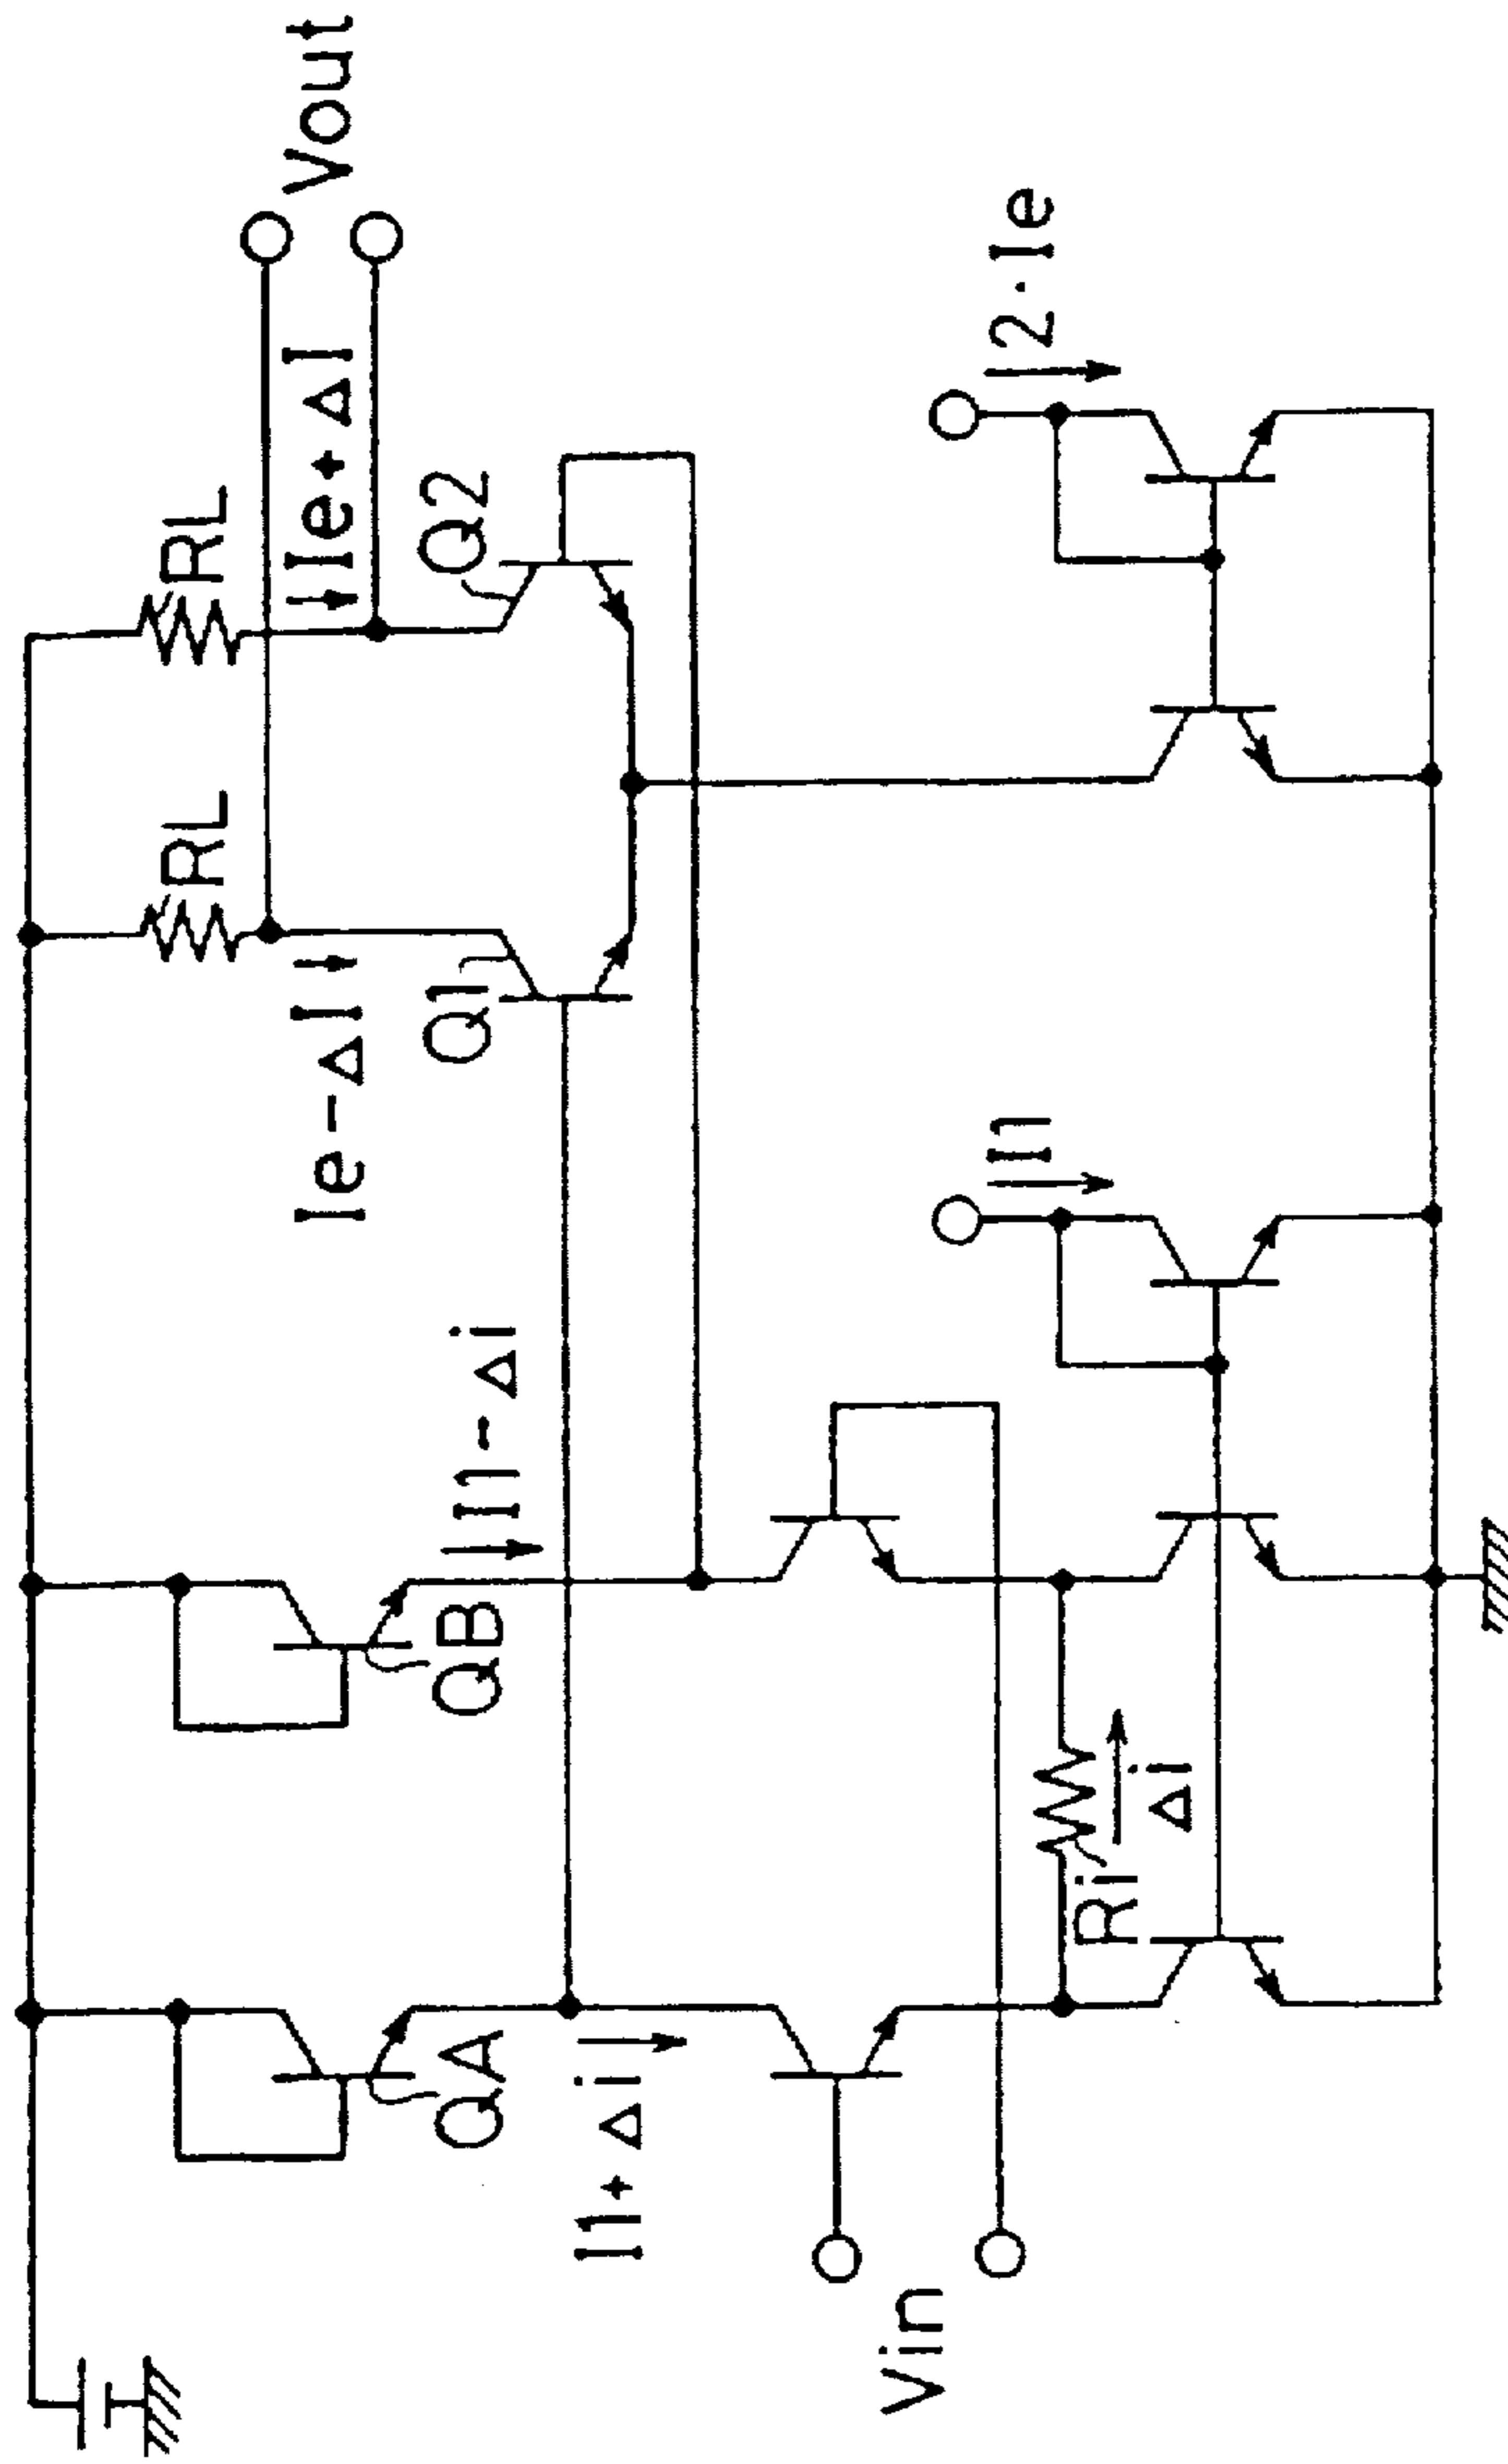 RL
RL
Vout
Ie-ΔI
Ie+ΔI
Q1
Q2
QA
QB
I1-Δi
I1+Δi
Vin
I1
2·Ie
Ri
Δi